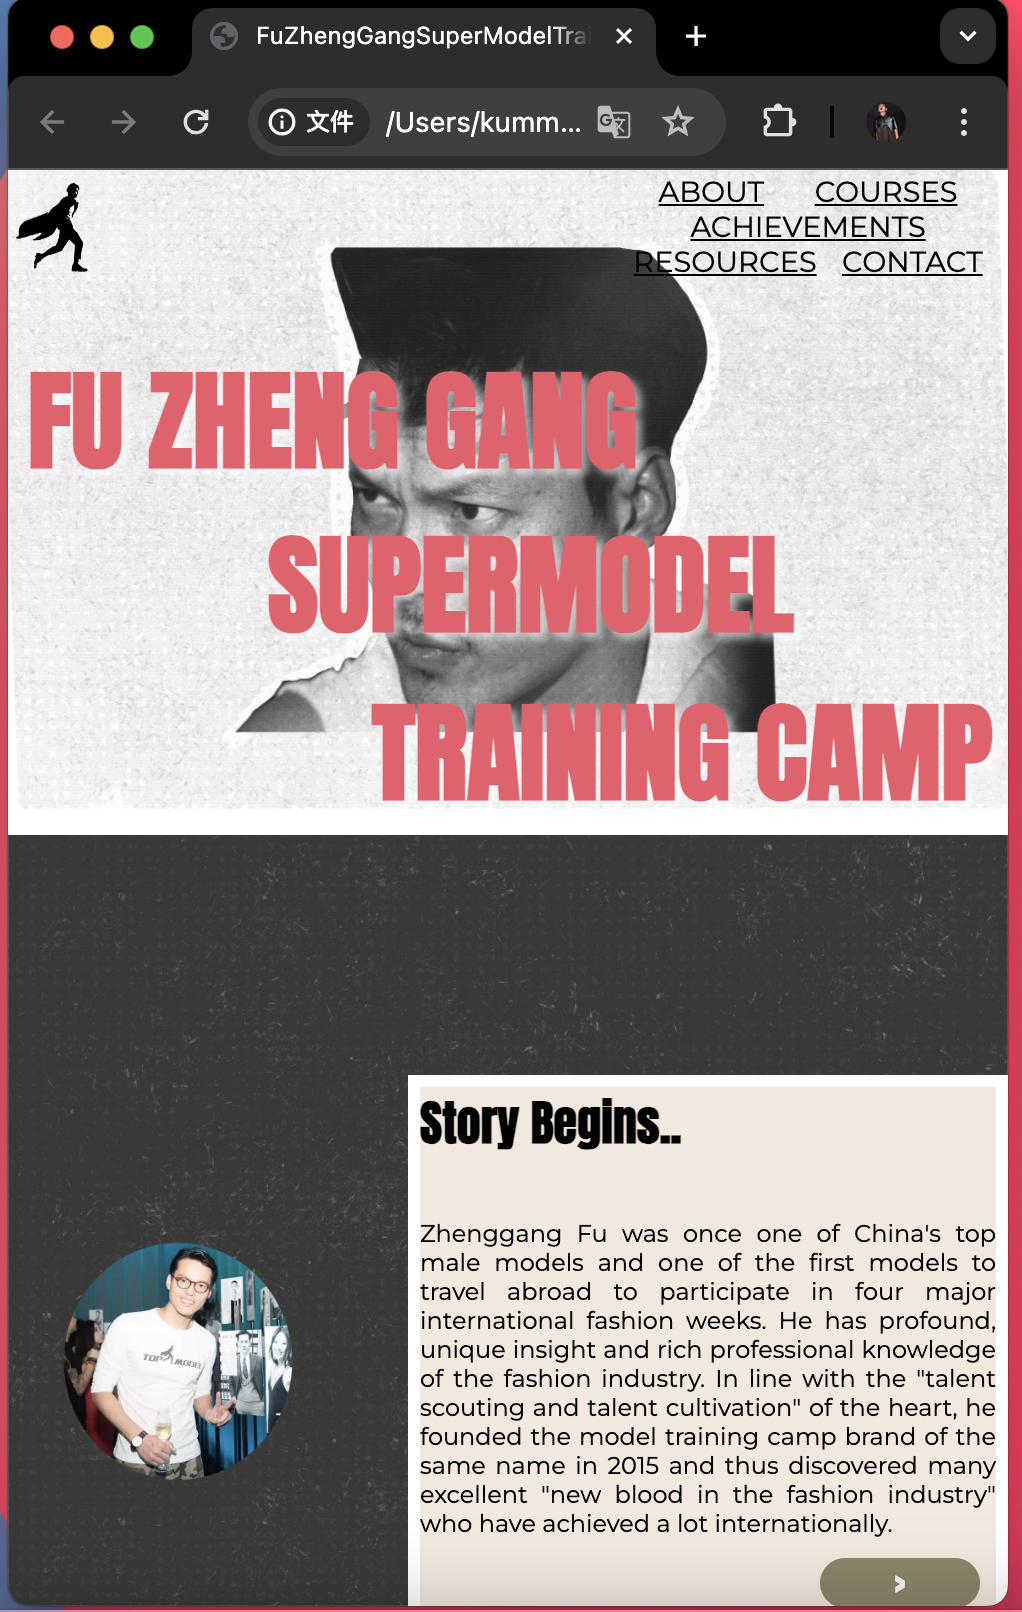 FuZhengGangSuperModelTrai
文件 /Users/kumm...
ABOUT COURSES
ACHIEVEMENTS
RESOURCES CONTACT
FU ZHENG GANG
SUPERMODEL
TRAINING CAMP
Story Begins..
Zhenggang Fu was once one of China's top
male models and one of the first models to
travel abroad to participate in four major
international fashion weeks. He has profound,
unique insight and rich professional knowledge
of the fashion industry. In line with the "talent
scouting and talent cultivation" of the heart, he
founded the model training camp brand of the
same name in 2015 and thus discovered many
excellent "new blood in the fashion industry"
who have achieved a lot internationally.
TOP MODEL